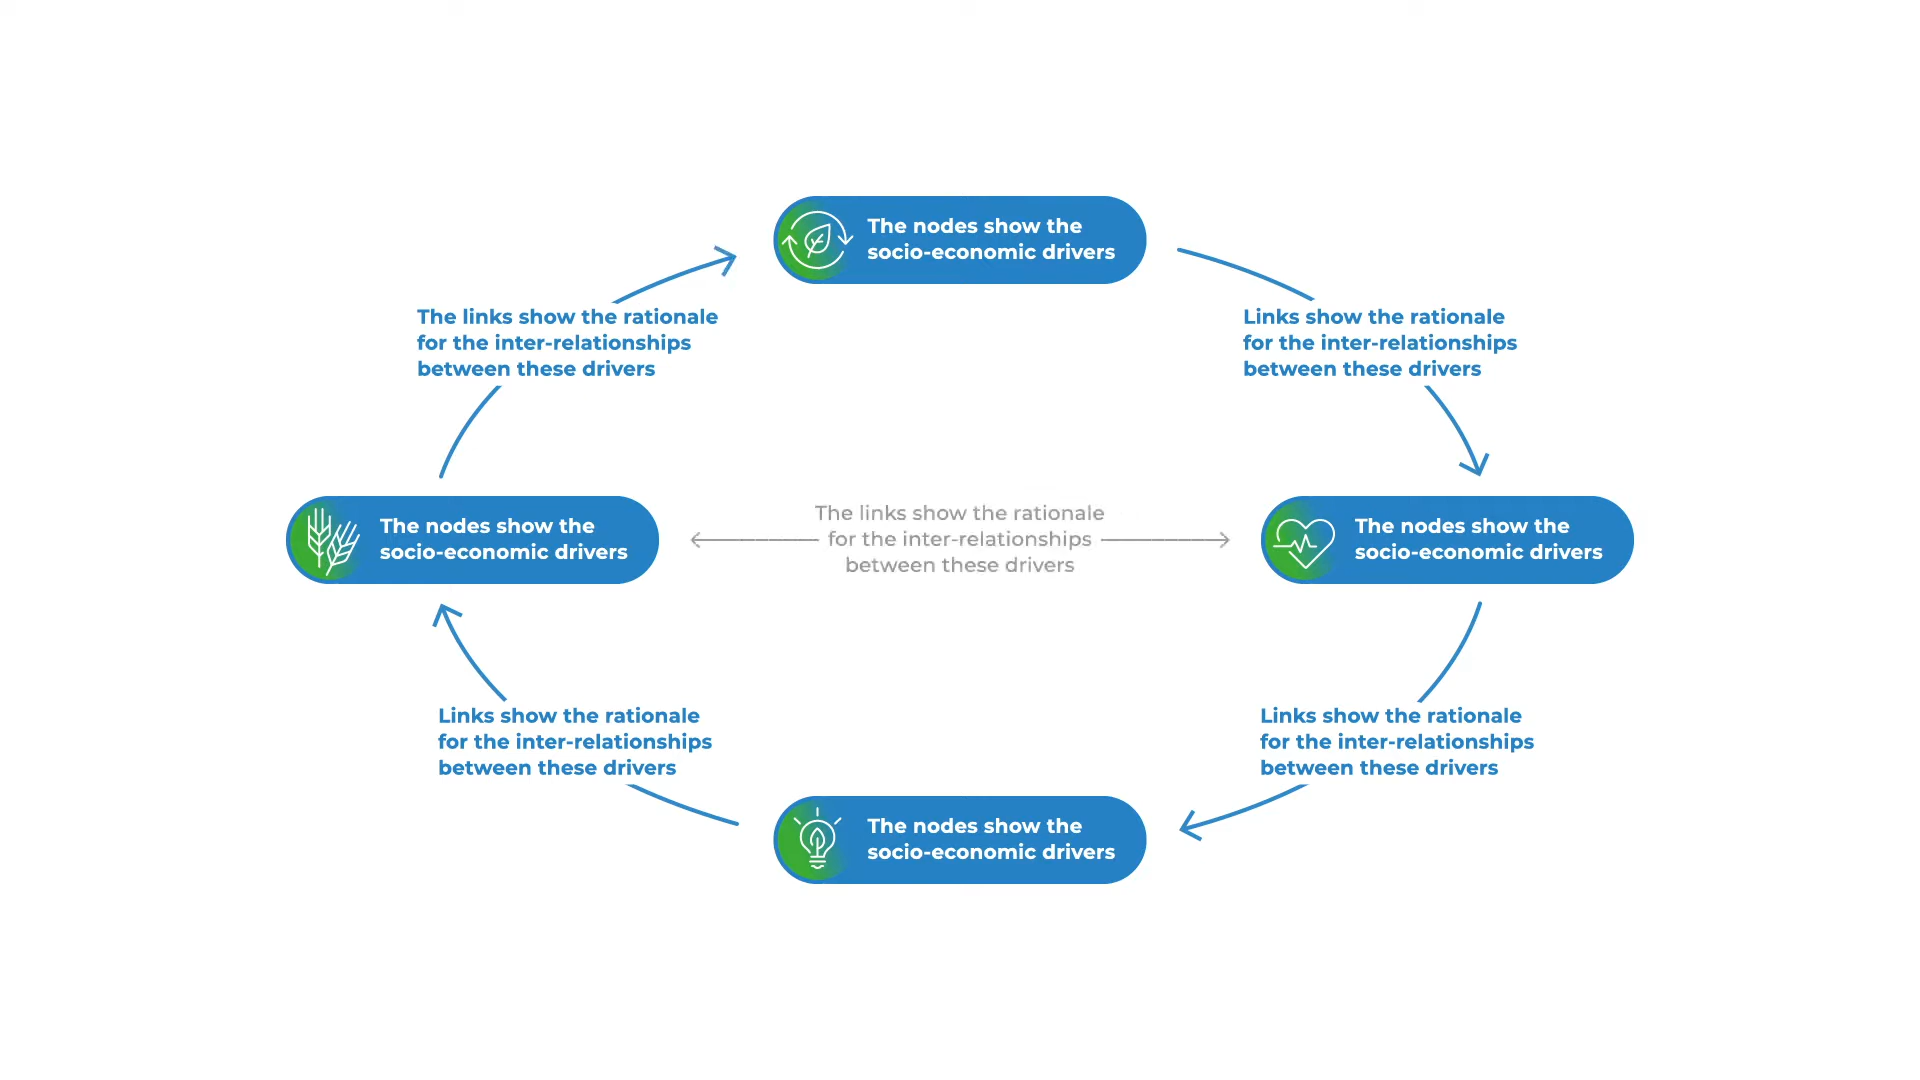 The nodes show the
socio-economic drivers
The links show the rationale
for the inter-relationships
between these drivers
Links show the rationale
for the inter-relationships
between these drivers
The nodes show the
socio-economic drivers
The links show the rationale
for the inter-relationships
between these drivers
The nodes show the
socio-economic drivers
Links show the rationale
for the inter-relationships
between these drivers
Links show the rationale
for the inter-relationships
between these drivers
The nodes show the
socio-economic drivers